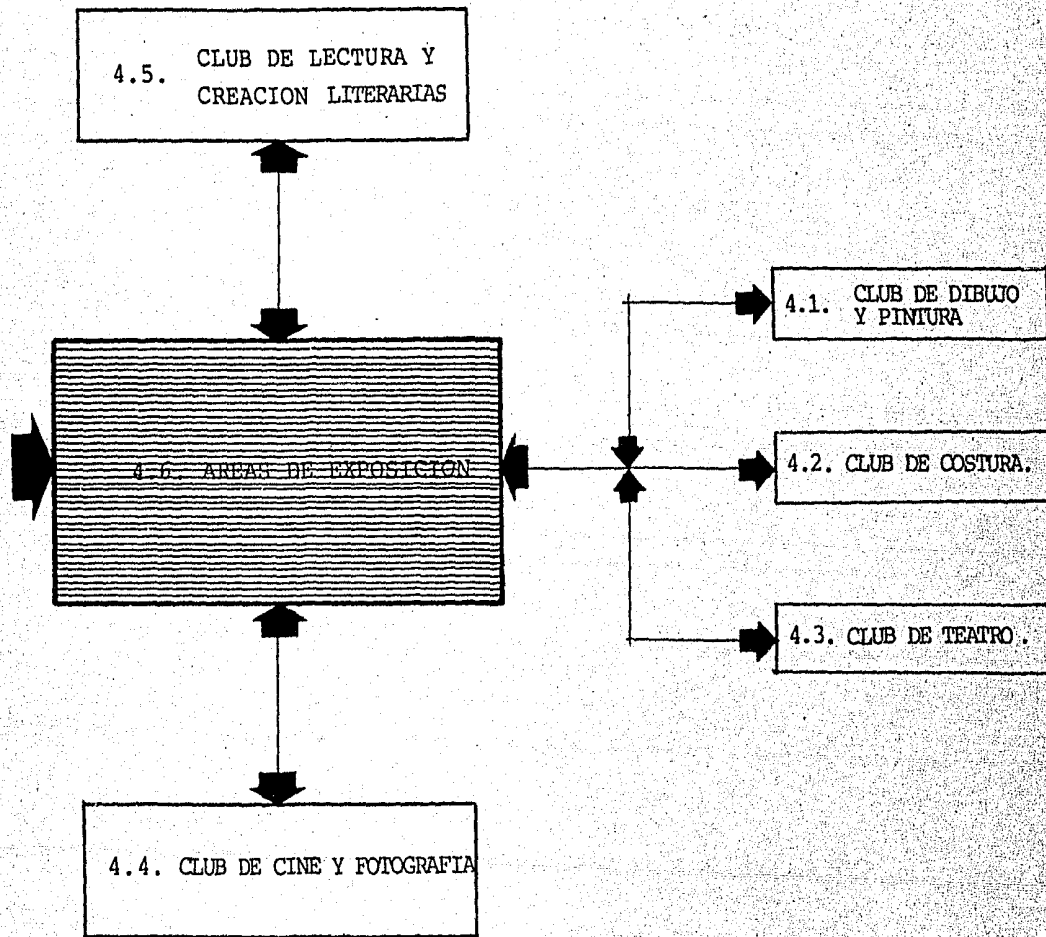 4.5. CLUB DE LECTURA Y
CREACION LITERARIAS
4.1. CLUB DE DIBUJO
Y PINTURA
4.6. AREAS DE EXPOSICION
4.2. CLUB DE COSTURA.
4.3. CLUB DE TEATRO.
4.4. CLUB DE CINE Y FOTOGRAFIA